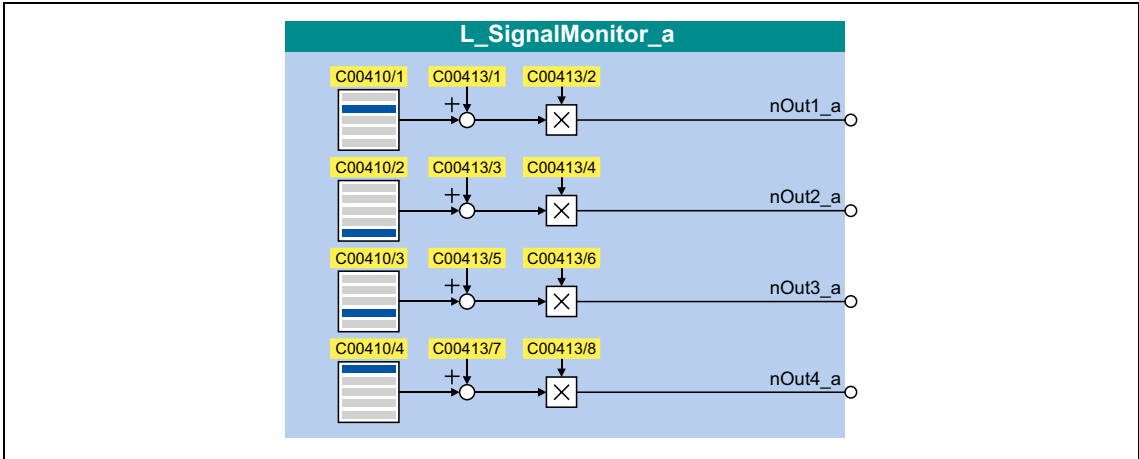 L_SignalMonitor_a
C00410/1 C00413/1 C00413/2
+ × nOut1_a
C00410/2 C00413/3 C00413/4
+ × nOut2_a
C00410/3 C00413/5 C00413/6
+ × nOut3_a
C00410/4 C00413/7 C00413/8
+ × nOut4_a